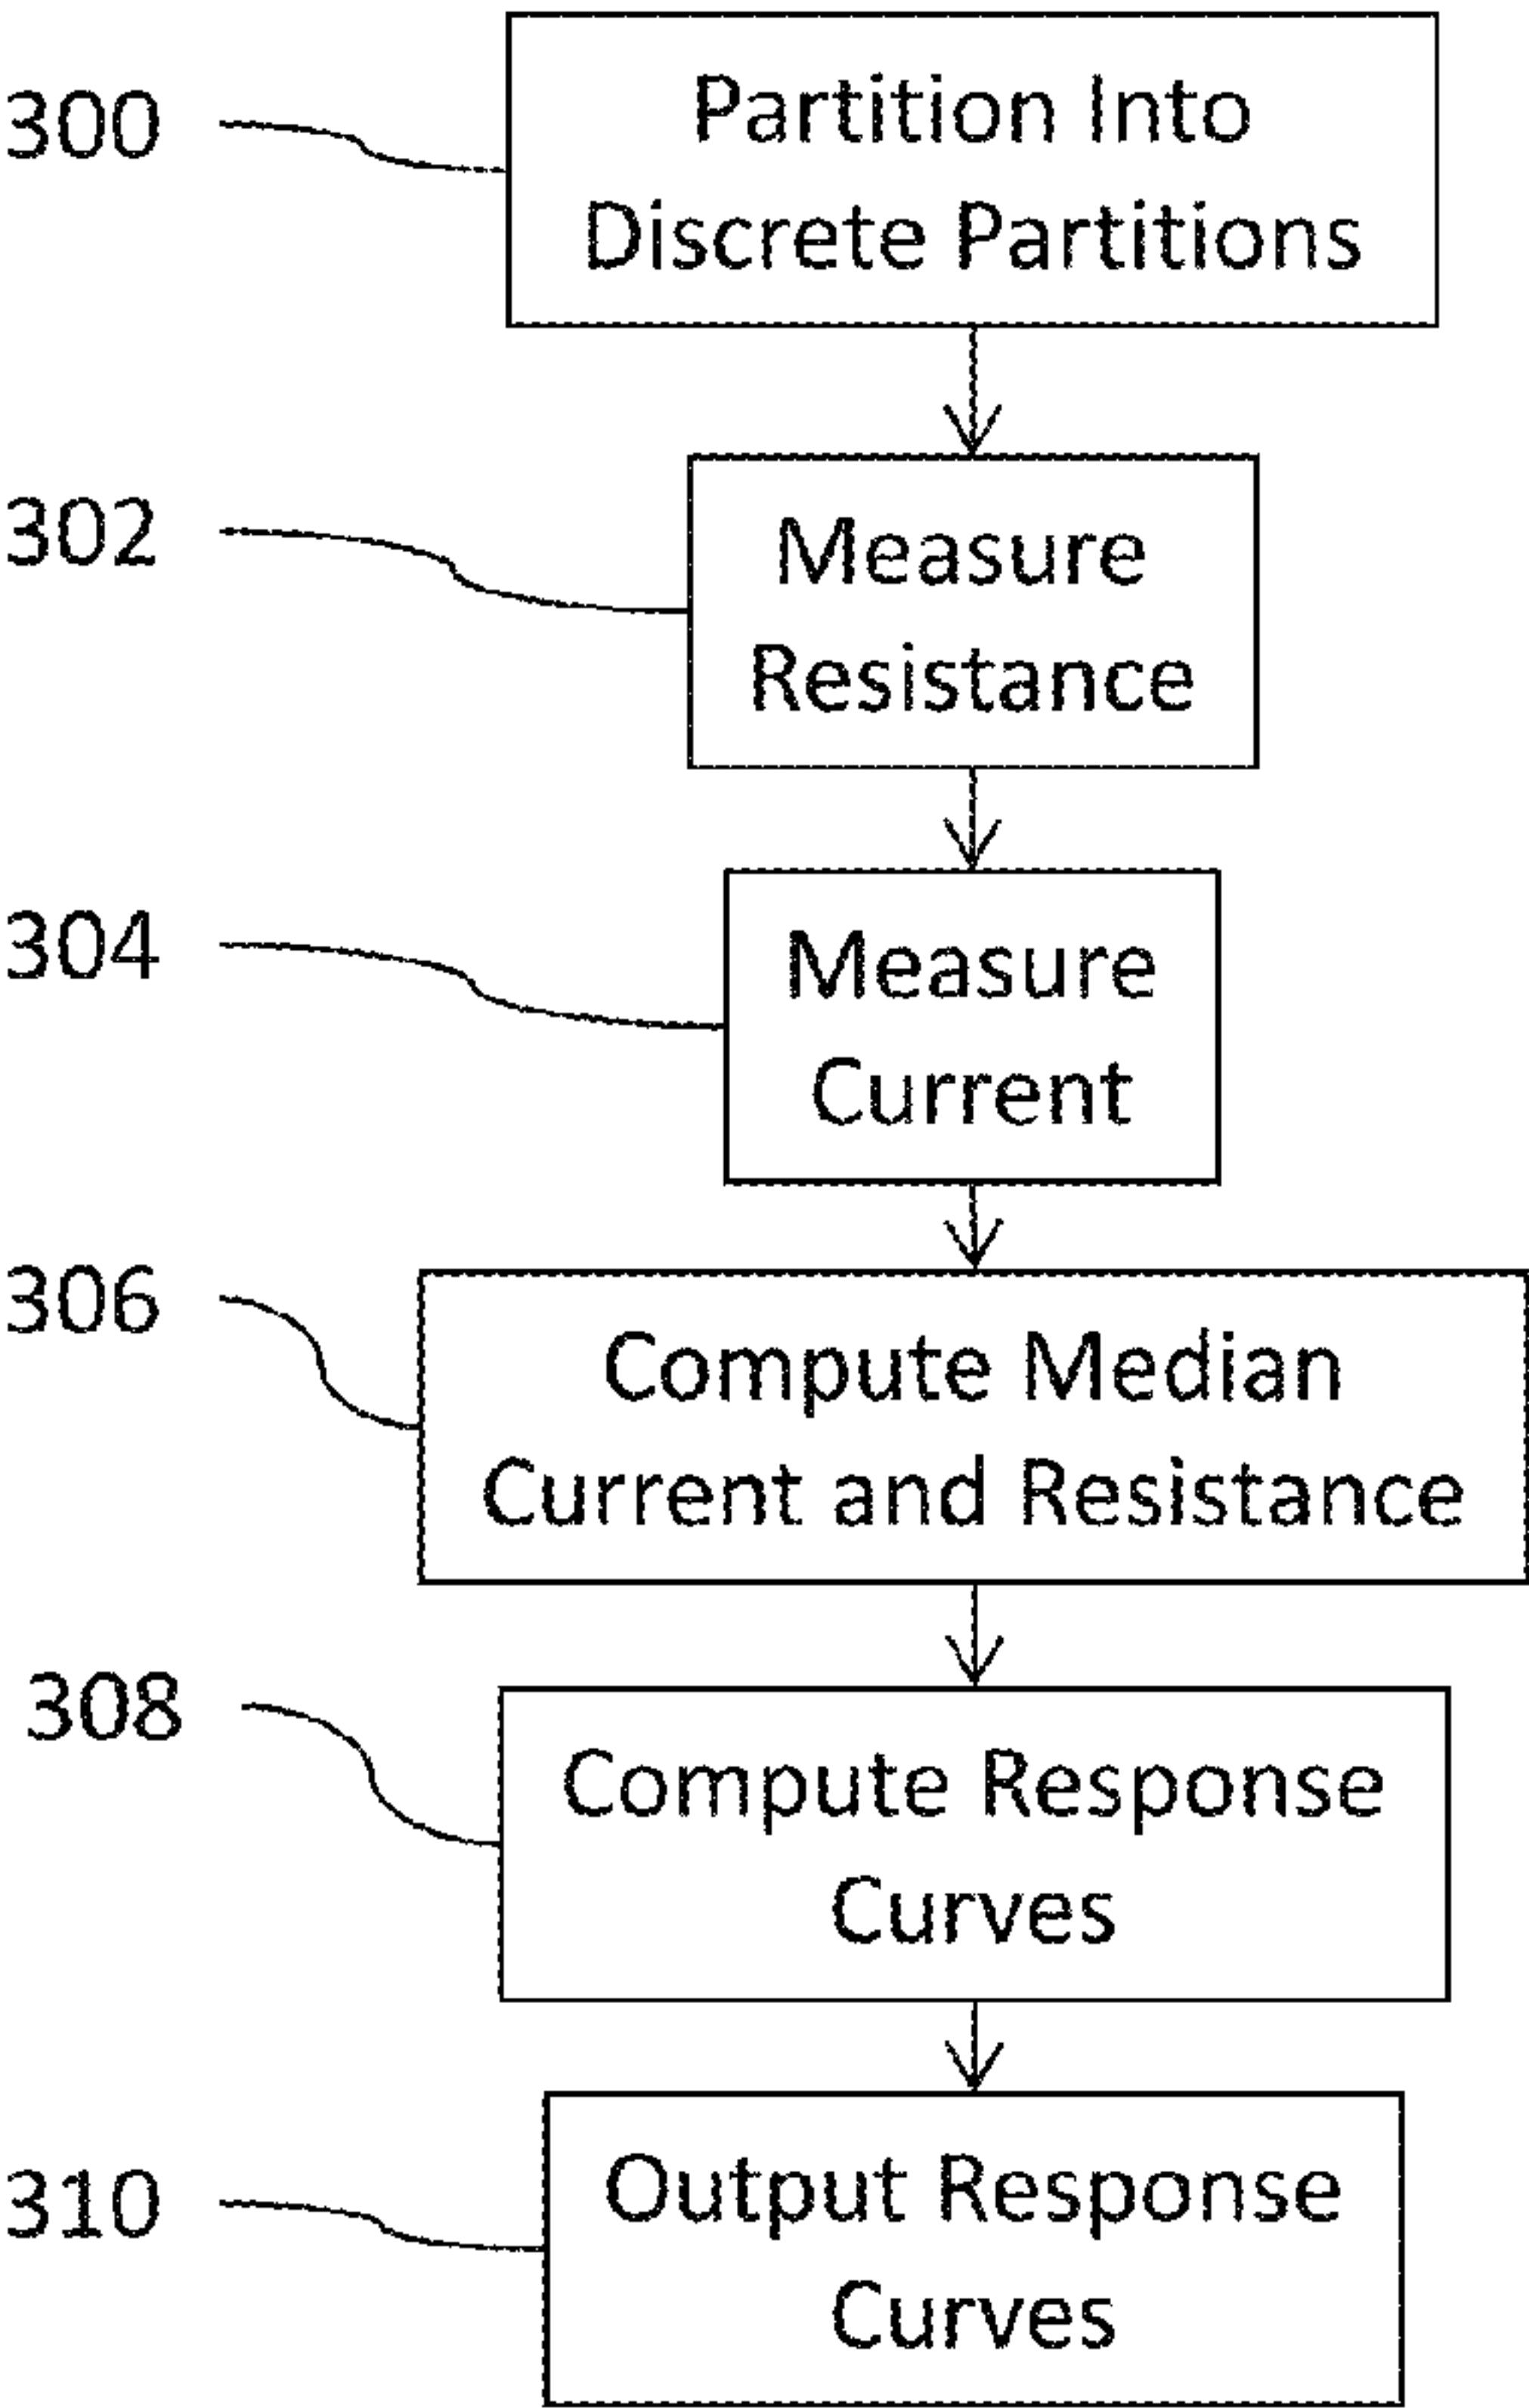 300
Partition Into
Discrete Partitions
302
Measure
Resistance
304
Measure
Current
306
Compute Median
Current and Resistance
308
Compute Response
Curves
310
Output Response
Curves